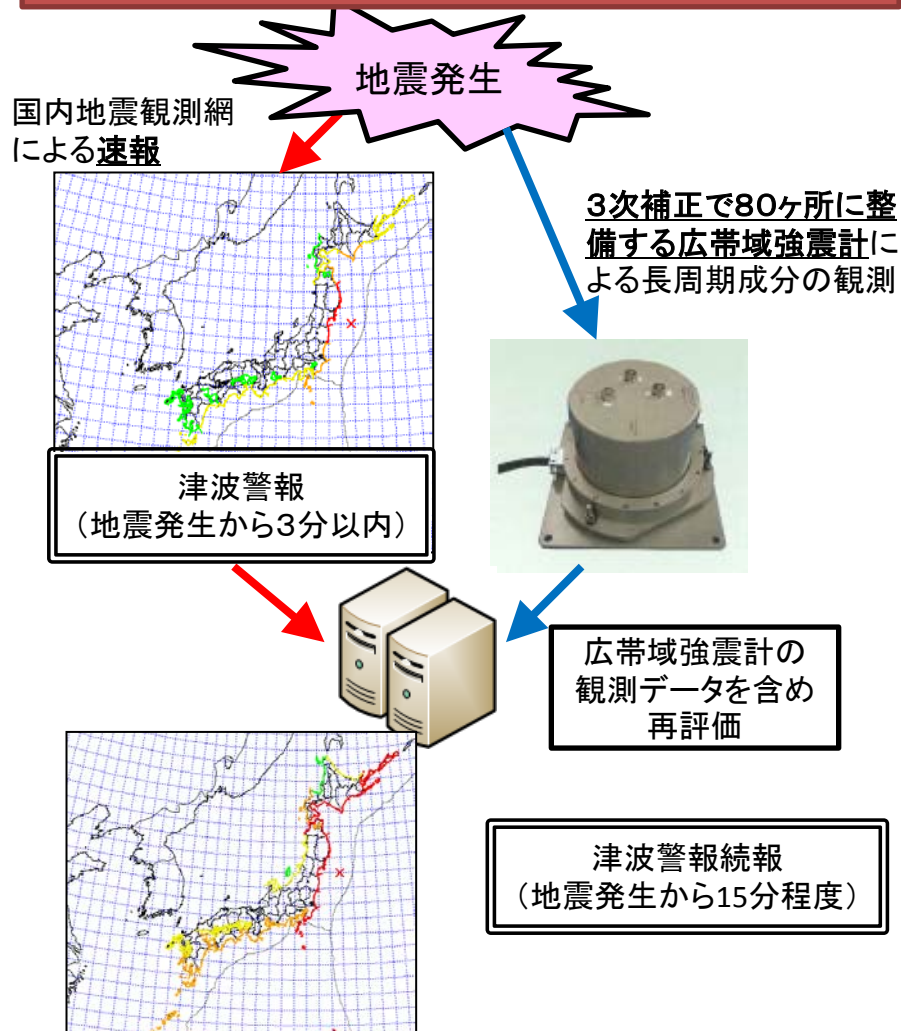 地震発生
国内地震観測網
による速報
3次補正で80ヶ所に整
備する広帯域強震計に
よる長周期成分の観測
津波警報
（地震発生から３分以内）
広帯域強震計の
観測データを含め
再評価
津波警報続報
（地震発生から15分程度）